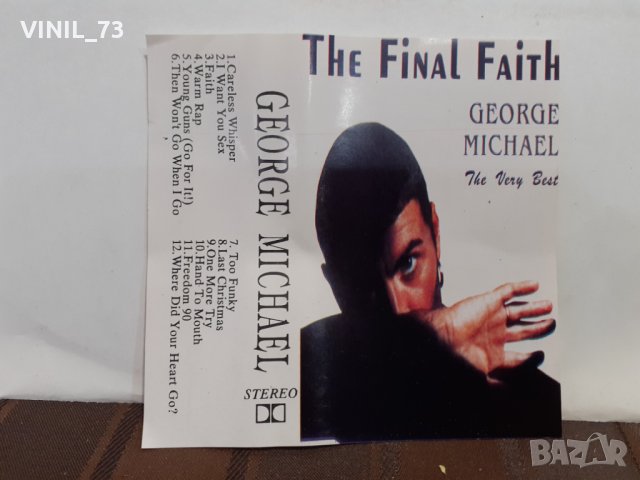 VINIL_73
The Final Faith
GEORGE
MICHAEL
The Very Best
GEORGE MICHAEL
STEREO
1.Careless Whisper
2.I Want You Sex
3.Faith
4.Warm Rap
5.Young Guns (Go For It!)
6.Then Won't Go When I Go
7. Too Funky
8.Last Christmas
9.One More Try
10.Hand To Mouth
11.Freedom 90
12.Where Did Your Heart Go?
BAZAR